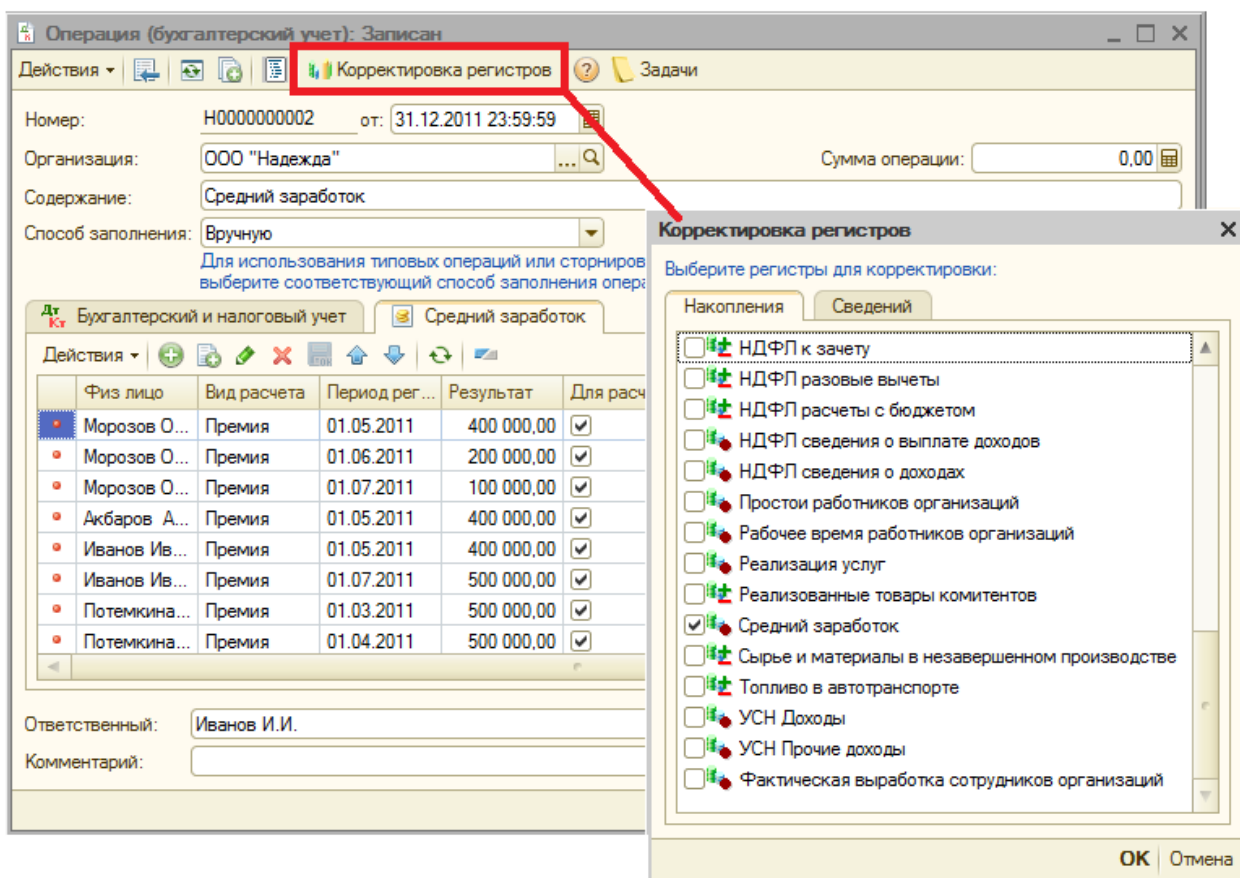 Операция (бухгалтерский учет): Записан
Действия Корректировка регистров Задачи
Номер: Н0000000002 от: 31.12.2011 23:59:59
Организация: ООО "Надежда" ... Сумма операции: 0,00
Содержание: Средний заработок
Способ заполнения: Вручную
Для использования типовых операций или сторниров
выберите соответствующий способ заполнения опера
Дт Кт Бухгалтерский и налоговый учет Средний заработок
Действия
Физ лицо Вид расчета Период рег... Результат Для расч
Морозов О... Премия 01.05.2011 400 000,00
Морозов О... Премия 01.06.2011 200 000,00
Морозов О... Премия 01.07.2011 100 000,00
Акбаров А... Премия 01.05.2011 400 000,00
Иванов Ив... Премия 01.05.2011 400 000,00
Иванов Ив... Премия 01.07.2011 500 000,00
Потемкина... Премия 01.03.2011 500 000,00
Потемкина... Премия 01.04.2011 500 000,00
Ответственный: Иванов И.И.
Комментарий:
Корректировка регистров
Выберите регистры для корректировки:
Накопления Сведений
НДФЛ к зачету
НДФЛ разовые вычеты
НДФЛ расчеты с бюджетом
НДФЛ сведения о выплате доходов
НДФЛ сведения о доходах
Простои работников организаций
Рабочее время работников организаций
Реализация услуг
Реализованные товары комитентов
Средний заработок
Сырье и материалы в незавершенном производстве
Топливо в автотранспорте
УСН Доходы
УСН Прочие доходы
Фактическая выработка сотрудников организаций
OK Отмена